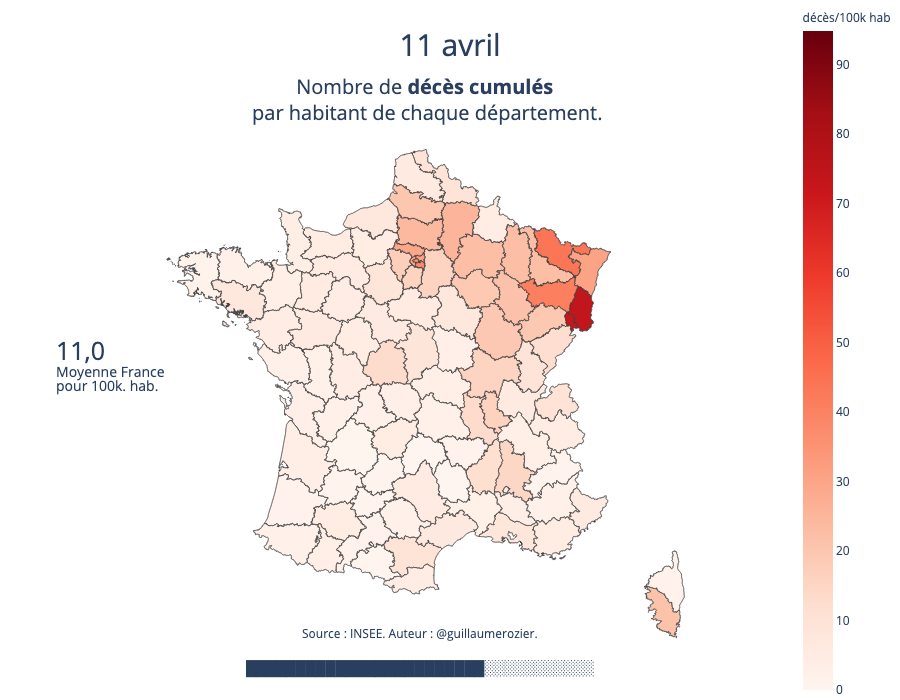 décès/100k hab
11 avril
Nombre de décès cumulés
par habitant de chaque département.
90
80
70
60
50
40
30
20
10
0
11,0
Moyenne France
pour 100k. hab.
Source : INSEE. Auteur : @guillaumerozier.